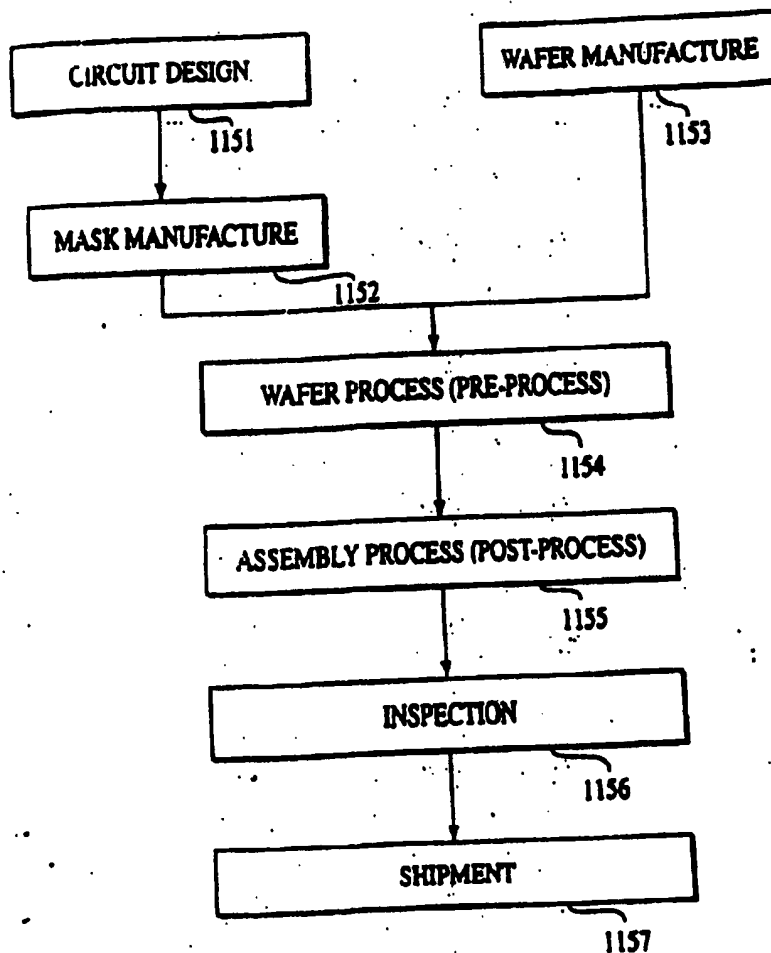 CIRCUIT DESIGN
1151
WAFER MANUFACTURE
1153
MASK MANUFACTURE
1152
WAFER PROCESS (PRE-PROCESS)
1154
ASSEMBLY PROCESS (POST-PROCESS)
1155
INSPECTION
1156
SHIPMENT
1157